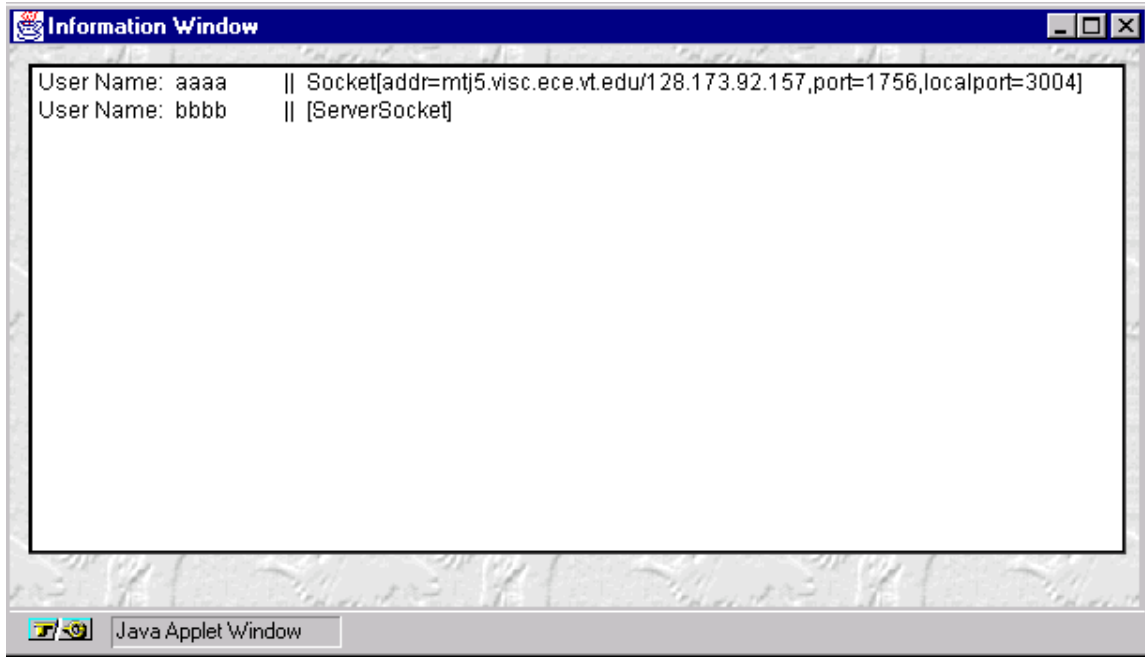 Information Window
User Name: aaaa || Socket[addr=mtj5.visc.ece.vt.edu/128.173.92.157,port=1756,localport=3004]
User Name: bbbb || [ServerSocket]
Java Applet Window